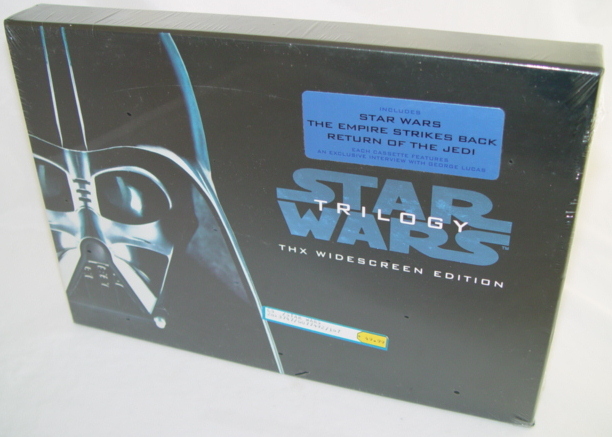 INCLUDES
STAR WARS
THE EMPIRE STRIKES BACK
RETURN OF THE JEDI
EACH CASSETTE FEATURES
AN EXCLUSIVE INTERVIEW WITH GEORGE LUCAS
STAR
TRILOGY
WARS
THX WIDESCREEN EDITION